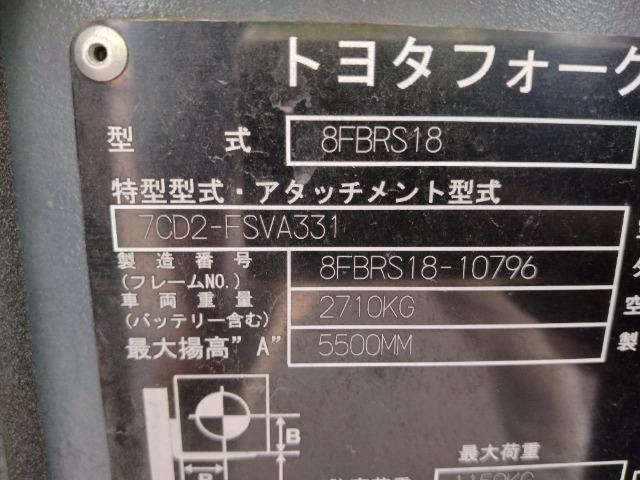 トヨタフォーク
型 式 8FBRS18
特型型式・アタッチメント型式
7CD2-FSVA331
製造番号 8FBRS18-10796
(フレームNO.)
車両重量 2710KG
(バッテリー含む) 空
最大揚高"A" 5500MM 製
B
最大荷重
B
1150KG